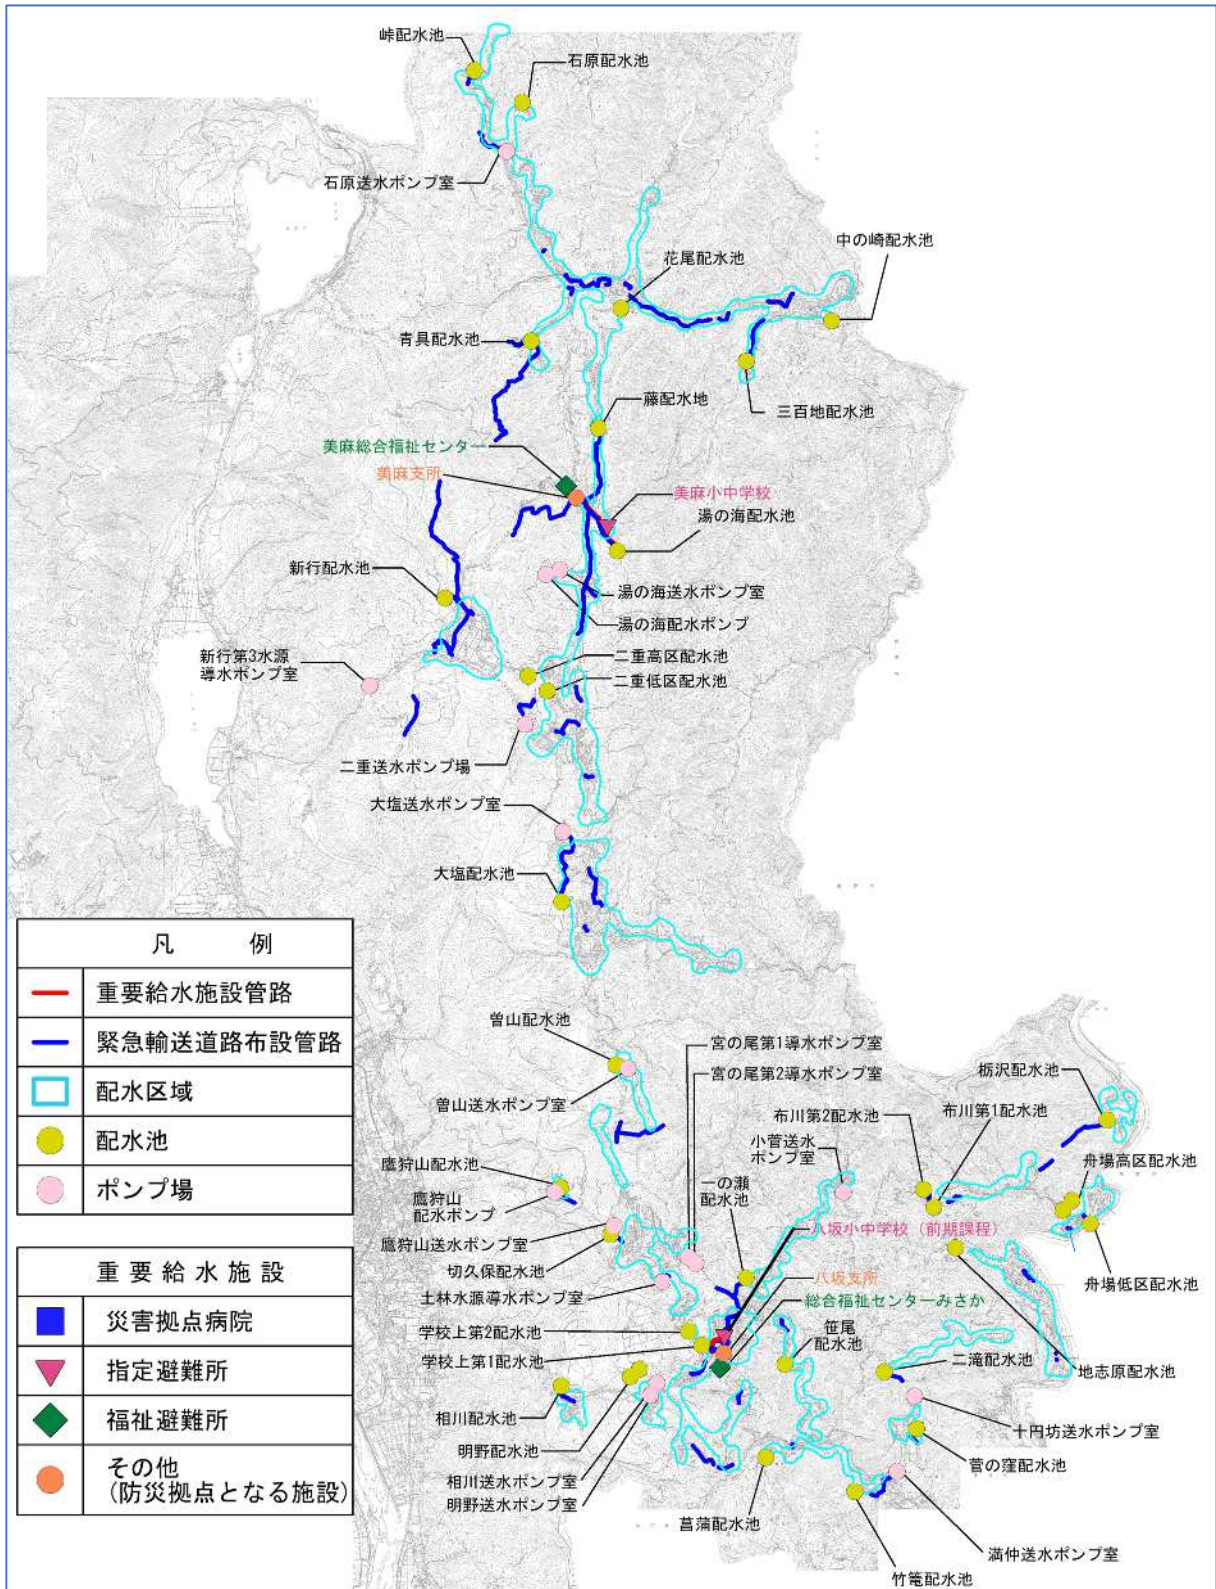 峠配水池
石原配水池
石原送水ポンプ室
中の崎配水池
花尾配水池
青具配水池
三百地配水池
藤配水地
美麻総合福祉センター
美麻支所
美麻小中学校
湯の海配水池
新行配水池
湯の海送水ポンプ室
湯の海配水ポンプ
新行第3水源
導水ポンプ室
二重高区配水池
二重低区配水池
二重送水ポンプ場
大塩送水ポンプ室
大塩配水池
凡 例
重要給水施設管路
緊急輸送道路布設管路
配水区域
配水池
ポンプ場
重要給水施設
災害拠点病院
指定避難所
福祉避難所
その他
(防災拠点となる施設)
曽山配水池
宮の尾第1導水ポンプ室
宮の尾第2導水ポンプ室
曽山送水ポンプ室
栃沢配水池
布川第2配水池
布川第1配水池
小菅送水
ポンプ室
鷹狩山配水池
舟場高区配水池
鷹狩山
配水ポンプ
一の瀬
配水池
八坂小中学校（前期課程）
鷹狩山送水ポンプ室
切久保配水池
八坂支所
舟場低区配水池
土林水源導水ポンプ室
総合福祉センターみさか
学校上第2配水池
笹尾
配水池
学校上第1配水池
二滝配水池
地志原配水池
相川配水池
十円坊送水ポンプ室
明野配水池
菅の窪配水池
相川送水ポンプ室
明野送水ポンプ室
菖蒲配水池
満仲送水ポンプ室
竹篭配水池